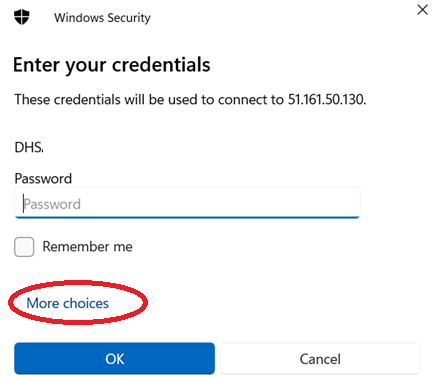 Windows Security
Enter your credentials
These credentials will be used to connect to 51.161.50.130.
DHS.
Password
Password
Remember me
More choices
OK
Cancel